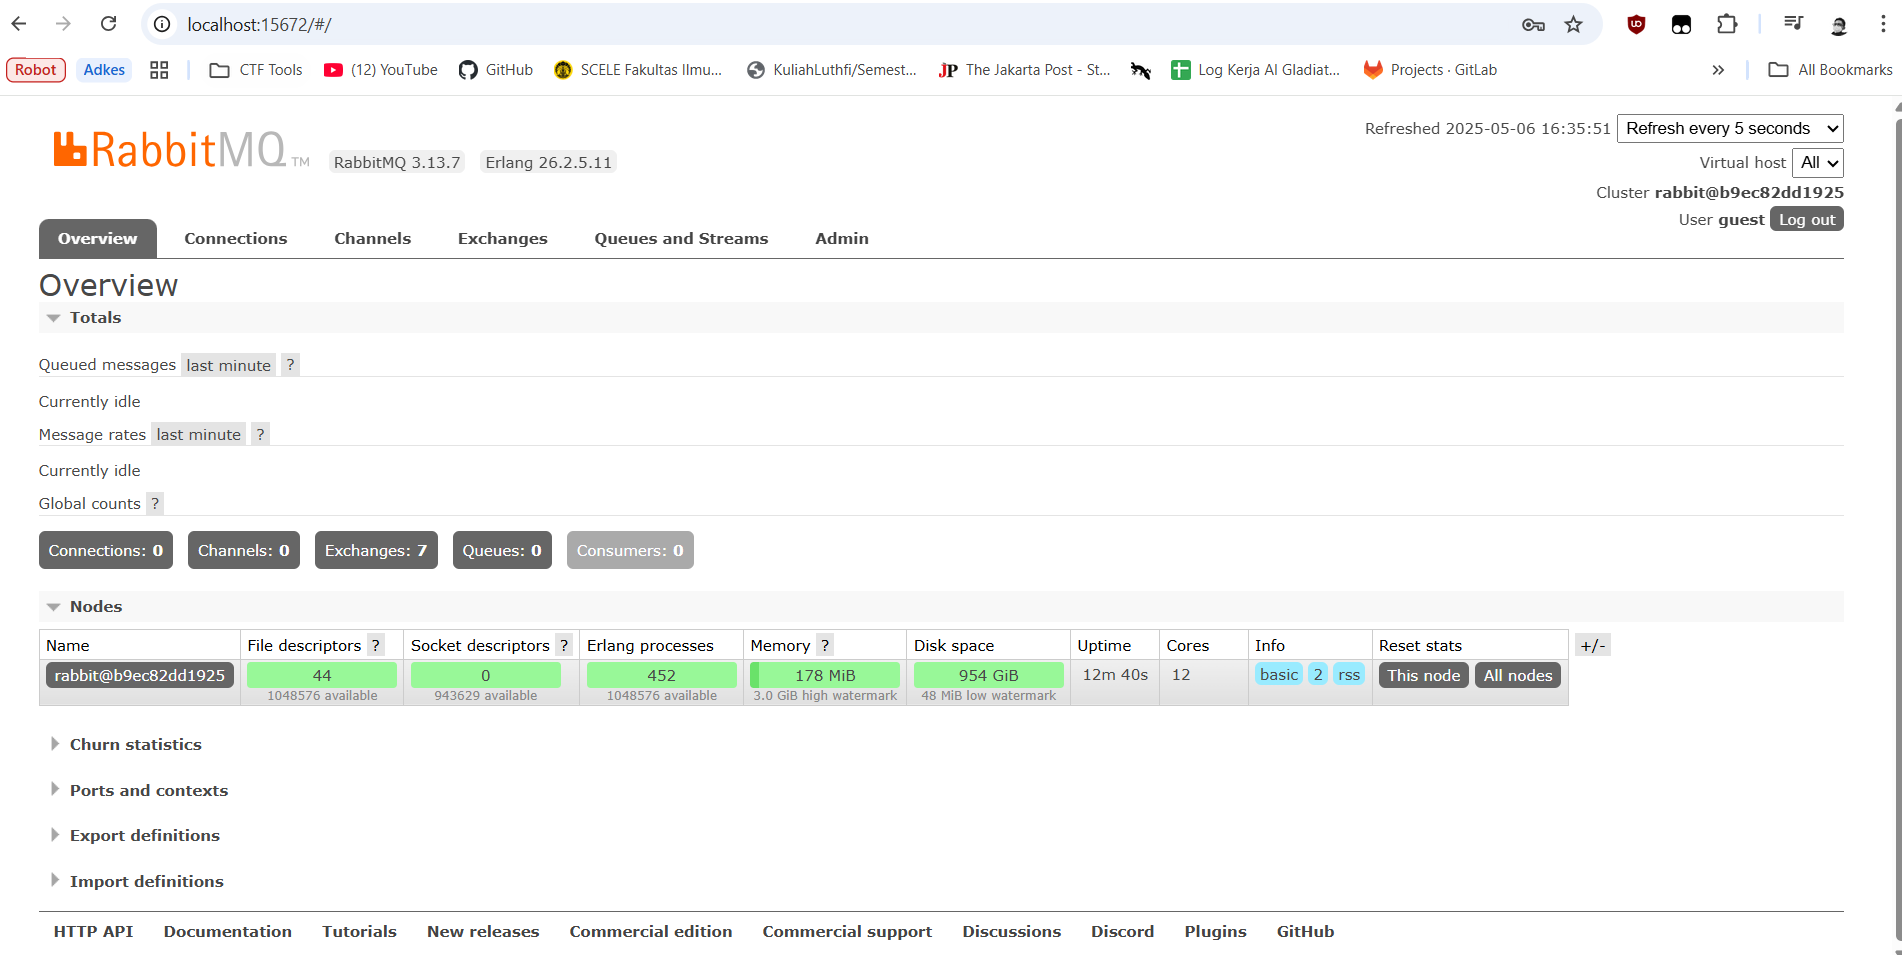 localhost:15672/#/
Robot Adkes CTF Tools (12) YouTube GitHub SCELE Fakultas Ilmu... KuliahLuthfi/Semest... JP The Jakarta Post - St... Log Kerja AI Gladiat... Projects · GitLab » All Bookmarks
Refreshed 2025-05-06 16:35:51 Refresh every 5 seconds
RabbitMQ TM RabbitMQ 3.13.7 Erlang 26.2.5.11
Virtual host All
Cluster rabbit@b9ec82dd1925
User guest Log out
Overview Connections Channels Exchanges Queues and Streams Admin
Overview
Totals
Queued messages last minute ?
Currently idle
Message rates last minute ?
Currently idle
Global counts ?
Connections: 0 Channels: 0 Exchanges: 7 Queues: 0 Consumers: 0
Nodes
Name File descriptors ? Socket descriptors ? Erlang processes Memory ? Disk space Uptime Cores Info Reset stats +/-
rabbit@b9ec82dd1925 44 0 452 178 MiB 954 GiB 12m 40s 12 basic 2 rss This node All nodes
1048576 available 943629 available 1048576 available 3.0 GiB high watermark 48 MiB low watermark
Churn statistics
Ports and contexts
Export definitions
Import definitions
HTTP API Documentation Tutorials New releases Commercial edition Commercial support Discussions Discord Plugins GitHub